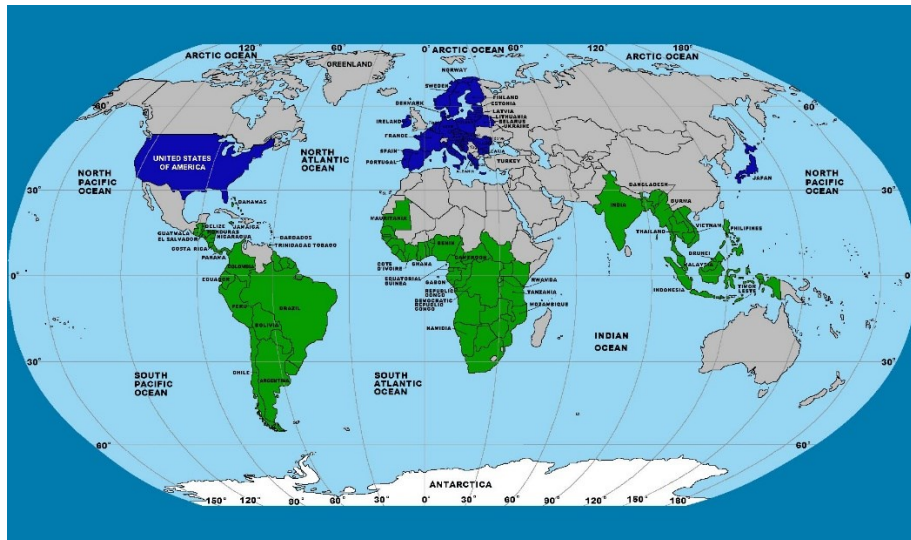 120°
60°
0°
ARCTIC OCEAN
60°
180°
ARCTIC OCEAN
ARCTIC OCEAN
GREENLAND
NORWAY
SWEDEN
FINLAND
ESTONIA
DENMARK
LATVIA
LITHUANIA
BELARUS
UKRAINE
60°
60°
IRELAND
FRANCE
SPAIN
PORTUGAL
TURKEY
UNITED STATES
OF AMERICA
NORTH
ATLANTIC
OCEAN
NORTH
PACIFIC
OCEAN
NORTH
PACIFIC
OCEAN
JAPAN
30°
30°
BANGLADESH
INDIA
BURMA
BAHAMAS
MAURITANIA
BELIZE
JAMAICA
GUATMALA
HONDURAS
EL SALVADOR
NICARAGUA
BARBADOS
TRINIDAD&TOBAGO
COSTA RICA
PANAMA
COLOMBIA
ECUADOR
VIETNAM
THAILAND
PHILIPINES
BRUNEI
MALAYSIA
INDONESIA
TIMOR
LESTE
BENIN
CAMEROON
COTE
D'IVOIRE
GHANA
EQUATORIAL
GUINEA
GABON
REPUBLIC
CONGO
DEMOCRATIC
REPUBLIC
CONGO
RWANDA
TANZANIA
MOZAMBIQUE
0°
0°
PERU
BRAZIL
BOLIVIA
NAMIBIA
INDIAN
OCEAN
30°
30°
SOUTH
PACIFIC
OCEAN
CHILE
ARGENTINA
SOUTH
ATLANTIC
OCEAN
60°
60°
ANTARCTICA
150°
120°
90°
60°
30°
0°
30°
60°
90°
120°
150°